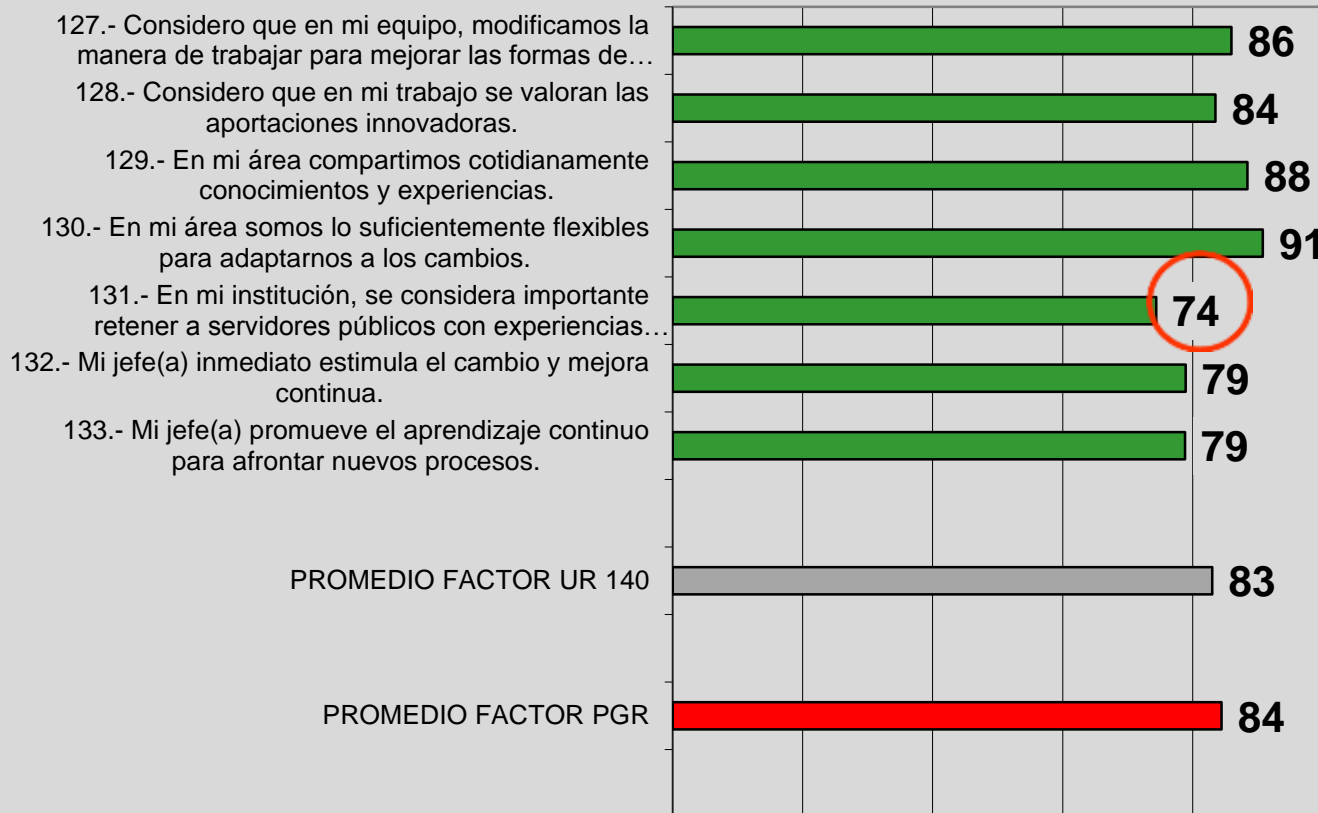 127.- Considero que en mi equipo, modificamos la
manera de trabajar para mejorar las formas de…
86
128.- Considero que en mi trabajo se valoran las
aportaciones innovadoras.
84
129.- En mi área compartimos cotidianamente
conocimientos y experiencias.
88
130.- En mi área somos lo suficientemente flexibles
para adaptarnos a los cambios.
91
131.- En mi institución, se considera importante
retener a servidores públicos con experiencias…
74
132.- Mi jefe(a) inmediato estimula el cambio y mejora
continua.
79
133.- Mi jefe(a) promueve el aprendizaje continuo
para afrontar nuevos procesos.
79
PROMEDIO FACTOR UR 140
83
PROMEDIO FACTOR PGR
84